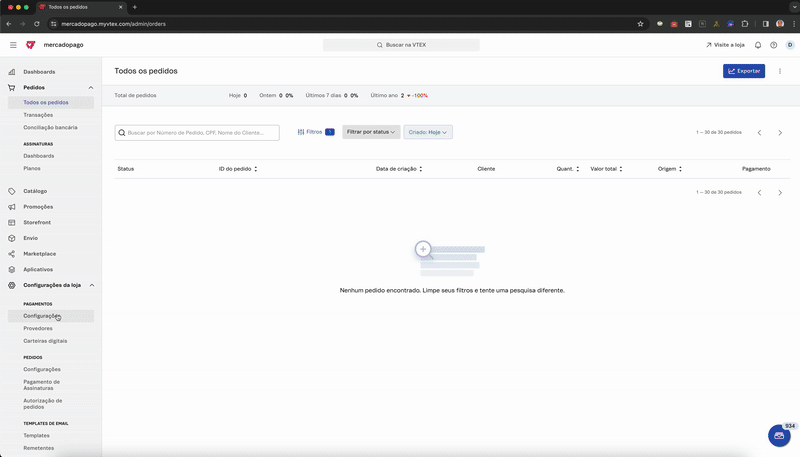 Todos os pedidos
mercadopago.myvtex.com/admin/orders
mercadopago
Buscar na VTEX
Visite a loja
D
Dashboards
Pedidos
Todos os pedidos
Transações
Conciliação bancária
ASSINATURAS
Dashboards
Planos
Catálogo
Promoções
Storefront
Envio
Marketplace
Aplicativos
Configurações da loja
PAGAMENTOS
Configurações
Provedores
Carteiras digitais
PEDIDOS
Configurações
Pagamento de
Assinaturas
Autorização de
pedidos
TEMPLATES DE EMAIL
Templates
Remetentes
Todos os pedidos
Exportar
Total de pedidos Hoje 0 Ontem 0 0% Últimos 7 dias 0 0% Último ano 2 -100%
Buscar por Número de Pedido, CPF, Nome do Cliente...
Filtros 1
Filtrar por status
Criado: Hoje
1 — 30 de 30 pedidos
Status ID do pedido Data de criação Cliente Quant. Valor total Origem Pagamento
1 — 30 de 30 pedidos
Nenhum pedido encontrado. Limpe seus filtros e tente uma pesquisa diferente.
934